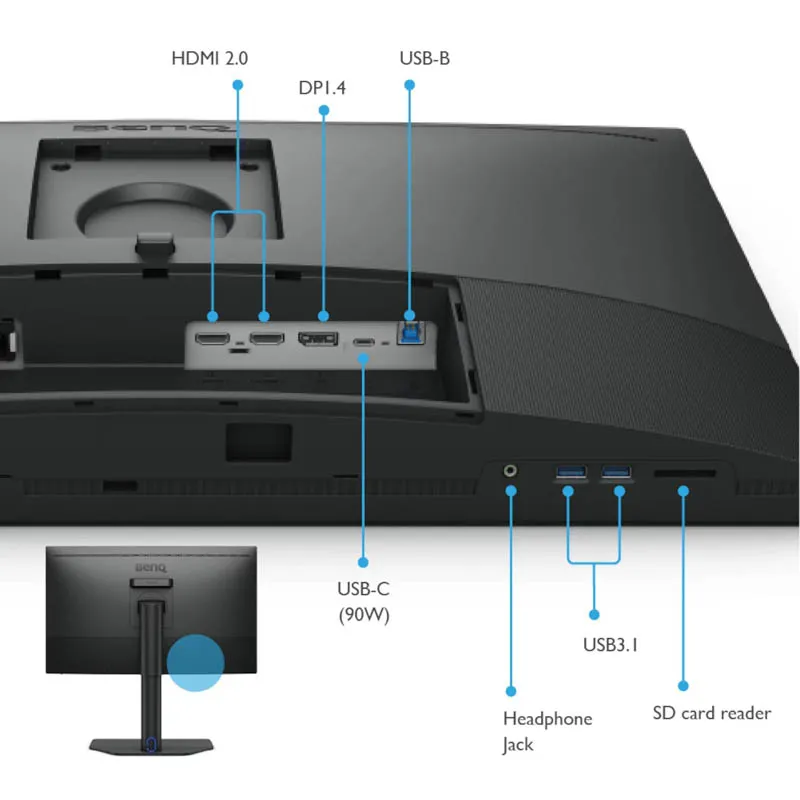 HDMI 2.0
DP1.4
USB-B
BenQ
USB-C
(90W)
BenQ
USB3.1
Headphone
Jack
SD card reader